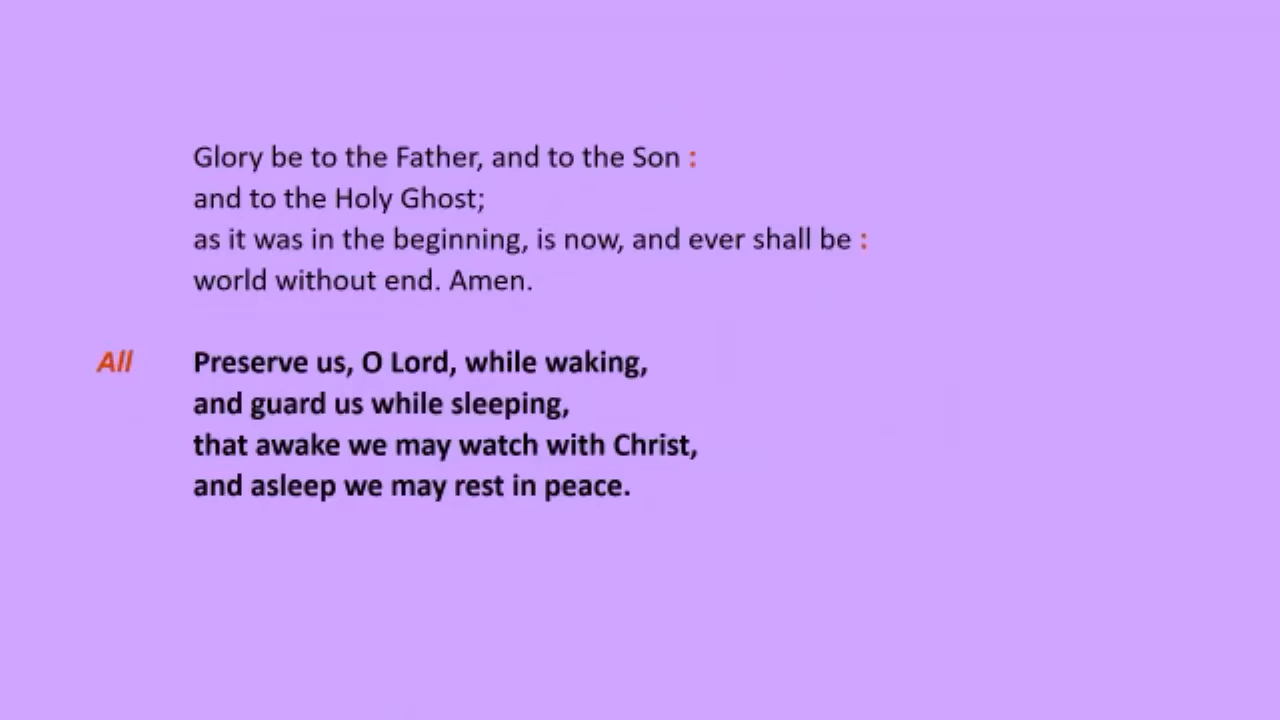 Glory be to the Father, and to the Son :
and to the Holy Ghost;
as it was in the beginning, is now, and ever shall be :
world without end. Amen.
All Preserve us, O Lord, while waking,
and guard us while sleeping,
that awake we may watch with Christ,
and asleep we may rest in peace.